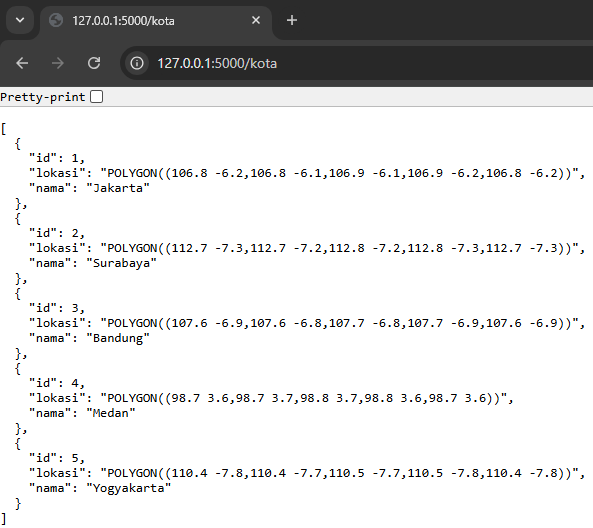 127.0.0.1:5000/kota
127.0.0.1:5000/kota
Pretty-print
[
  {
    "id": 1,
    "lokasi": "POLYGON((106.8 -6.2,106.8 -6.1,106.9 -6.1,106.9 -6.2,106.8 -6.2))",
    "nama": "Jakarta"
  },
  {
    "id": 2,
    "lokasi": "POLYGON((112.7 -7.3,112.7 -7.2,112.8 -7.2,112.8 -7.3,112.7 -7.3))",
    "nama": "Surabaya"
  },
  {
    "id": 3,
    "lokasi": "POLYGON((107.6 -6.9,107.6 -6.8,107.7 -6.8,107.7 -6.9,107.6 -6.9))",
    "nama": "Bandung"
  },
  {
    "id": 4,
    "lokasi": "POLYGON((98.7 3.6,98.7 3.7,98.8 3.7,98.8 3.6,98.7 3.6))",
    "nama": "Medan"
  },
  {
    "id": 5,
    "lokasi": "POLYGON((110.4 -7.8,110.4 -7.7,110.5 -7.7,110.5 -7.8,110.4 -7.8))",
    "nama": "Yogyakarta"
  }
]